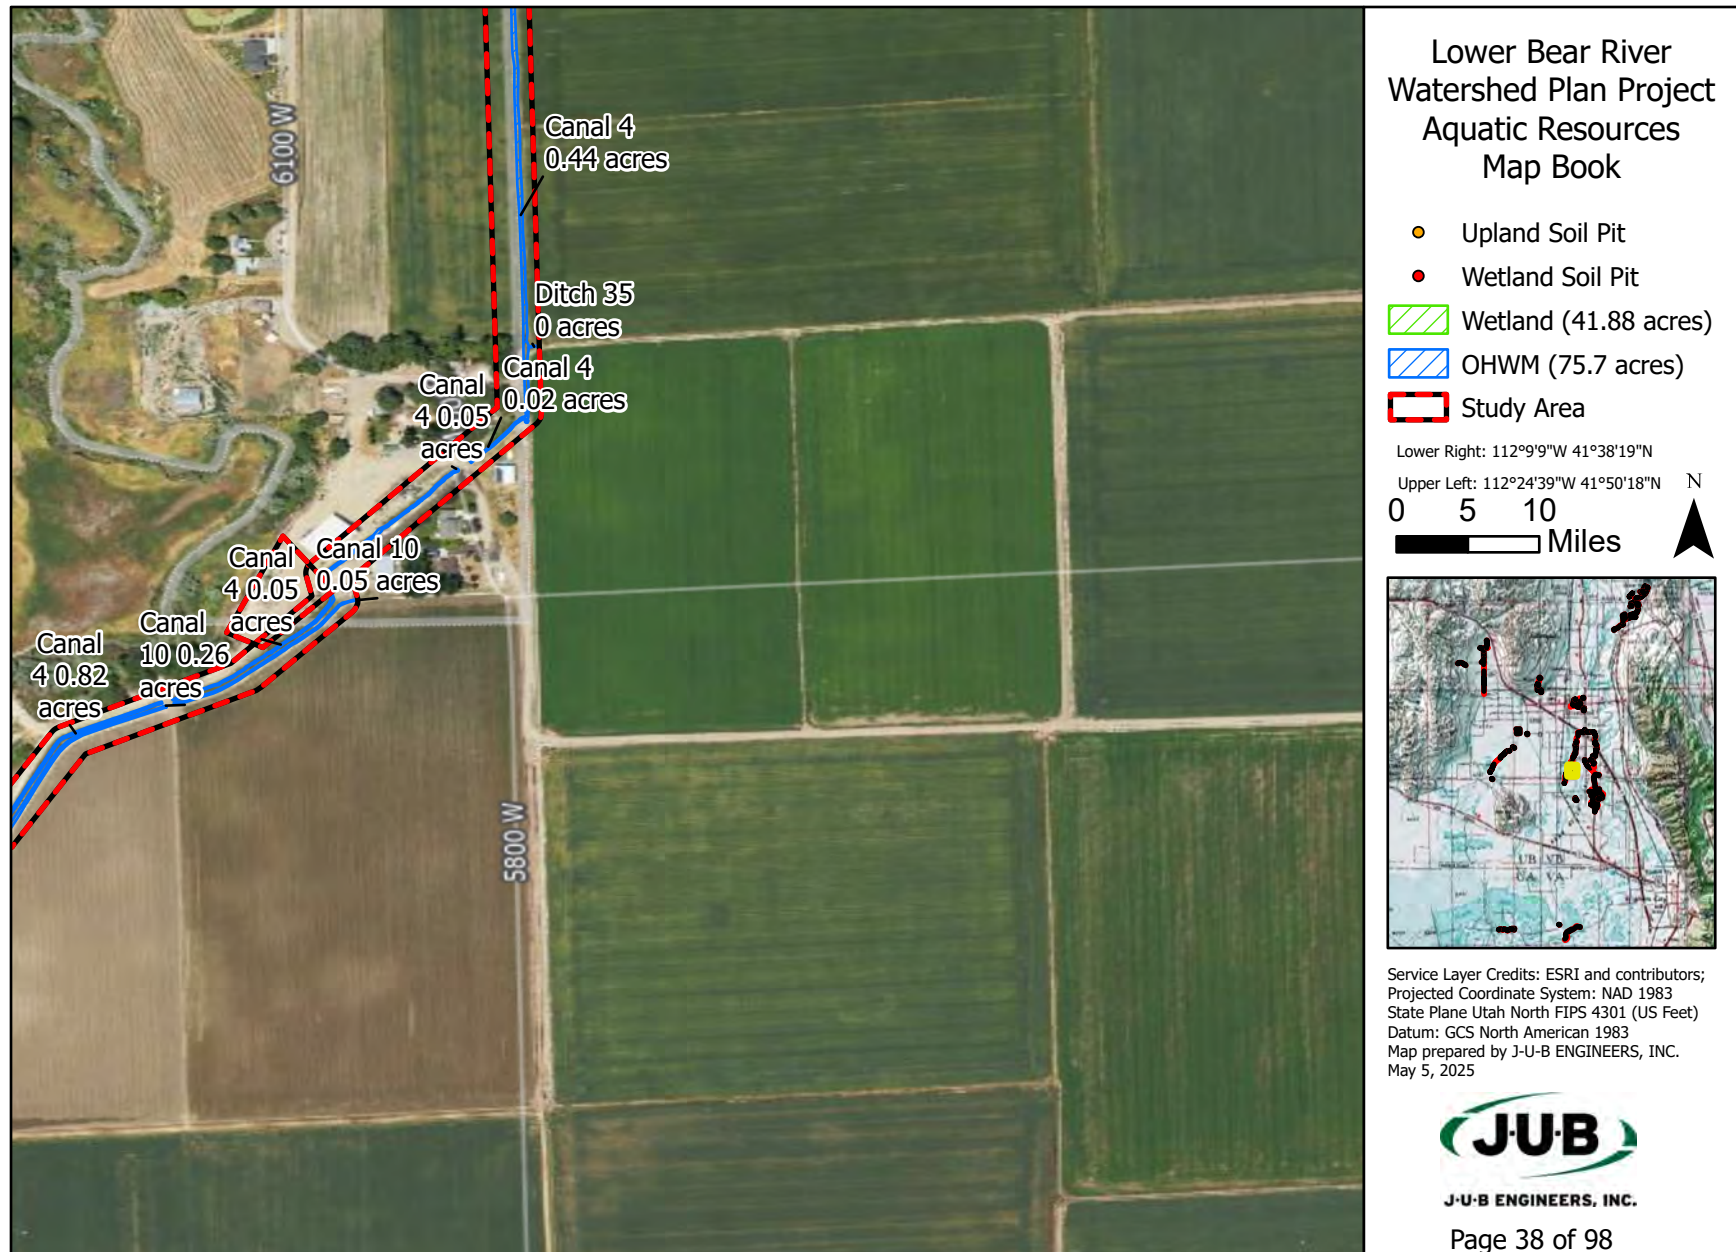 6100 W
Canal 4
0.44 acres
Ditch 35
0 acres
Canal 4
0.02 acres
Canal
4 0.05
acres
Canal 10
0.05 acres
Canal
4 0.05
acres
Canal
10 0.26
acres
Canal
4 0.82
acres
5800 W
Lower Bear River
Watershed Plan Project
Aquatic Resources
Map Book
Upland Soil Pit
Wetland Soil Pit
Wetland (41.88 acres)
OHWM (75.7 acres)
Study Area
Lower Right: 112°9'9"W 41°38'19"N
Upper Left: 112°24'39"W 41°50'18"N
N
0 5 10
Miles
UB VB
UA VA
Service Layer Credits: ESRI and contributors;
Projected Coordinate System: NAD 1983
State Plane Utah North FIPS 4301 (US Feet)
Datum: GCS North American 1983
Map prepared by J-U-B ENGINEERS, INC.
May 5, 2025
J·U·B
J·U·B ENGINEERS, INC.
Page 38 of 98